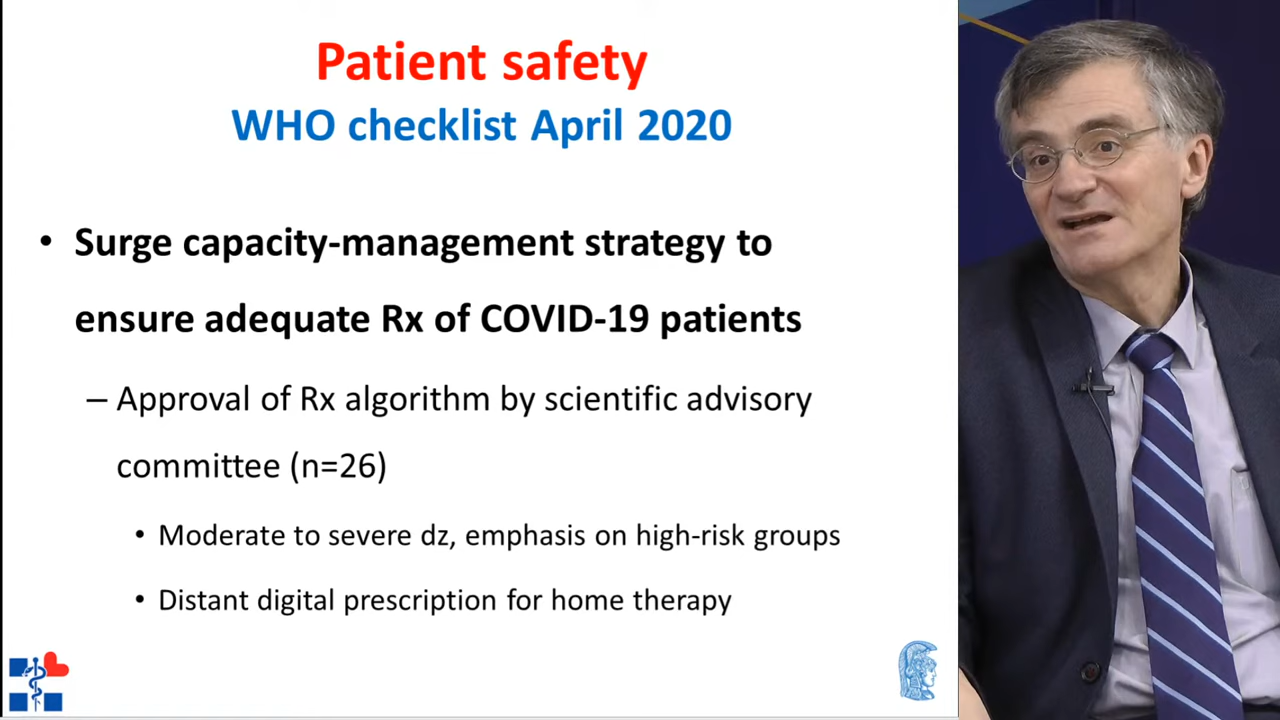 Patient safety
WHO checklist April 2020
• Surge capacity-management strategy to
ensure adequate Rx of COVID-19 patients
– Approval of Rx algorithm by scientific advisory
committee (n=26)
• Moderate to severe dz, emphasis on high-risk groups
• Distant digital prescription for home therapy